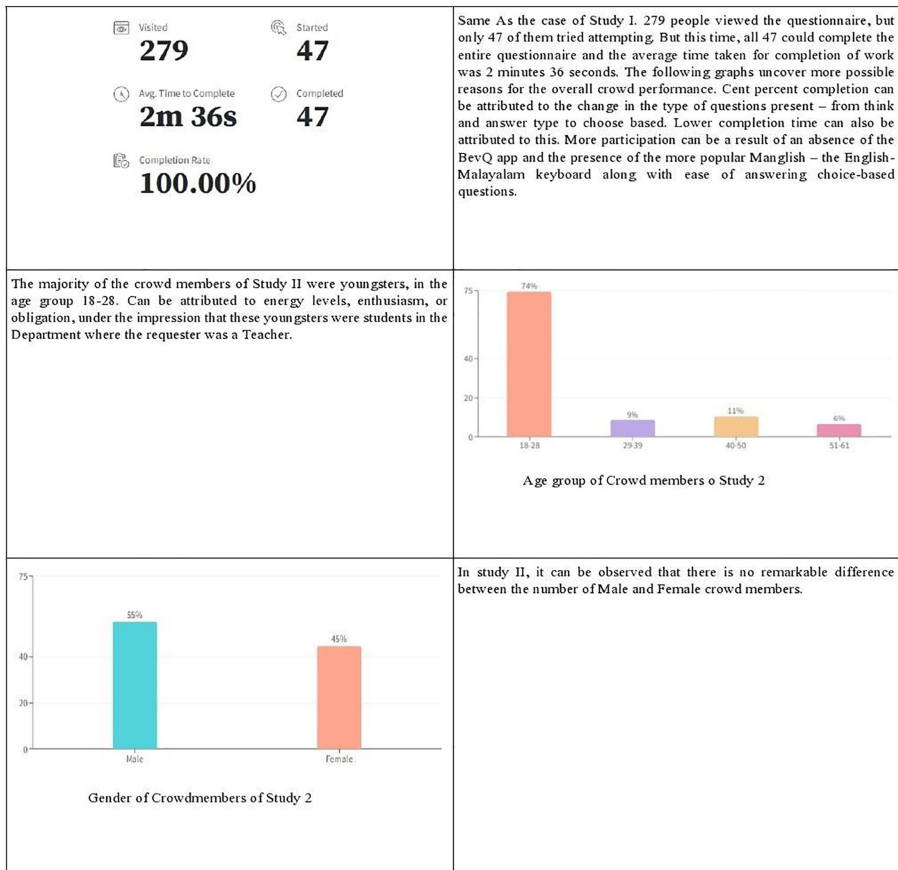 Visited
279
Started
47
Avg. Time to Complete
2m 36s
Completed
47
Completion Rate
100.00%
Same As the case of Study I. 279 people viewed the questionnaire, but
only 47 of them tried attempting. But this time, all 47 could complete the
entire questionnaire and the average time taken for completion of work
was 2 minutes 36 seconds. The following graphs uncover more possible
reasons for the overall crowd performance. Cent percent completion can
be attributed to the change in the type of questions present – from think
and answer type to choose based. Lower completion time can also be
attributed to this. More participation can be a result of an absence of the
BevQ app and the presence of the more popular Manglish – the English-
Malayalam keyboard along with ease of answering choice-based
questions.
The majority of the crowd members of Study II were youngsters, in the
age group 18-28. Can be attributed to energy levels, enthusiasm, or
obligation, under the impression that these youngsters were students in the
Department where the requester was a Teacher.
75
40
20
0
74%
9%
11%
6%
18-28
29-39
40-50
51-61
Age group of Crowd members o Study 2
75
40
20
0
55%
45%
Male
Female
Gender of Crowdmembers of Study 2
In study II, it can be observed that there is no remarkable difference
between the number of Male and Female crowd members.